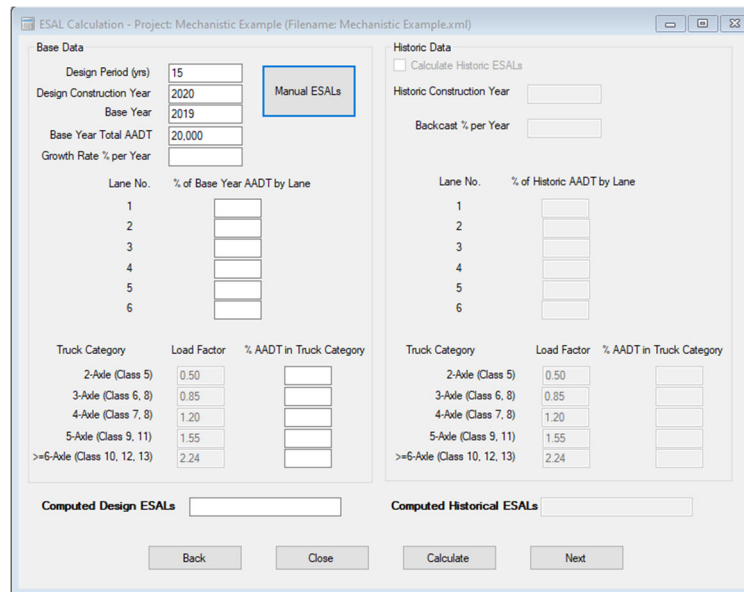 ESAL Calculation - Project: Mechanistic Example (Filename: Mechanistic Example.xml)
Base Data
Design Period (yrs) 15
Design Construction Year 2020
Base Year 2019
Base Year Total AADT 20,000
Growth Rate % per Year
Manual ESALs
Lane No. % of Base Year AADT by Lane
1
2
3
4
5
6
Truck Category Load Factor % AADT in Truck Category
2-Axle (Class 5) 0.50
3-Axle (Class 6, 8) 0.85
4-Axle (Class 7, 8) 1.20
5-Axle (Class 9, 11) 1.55
>=6-Axle (Class 10, 12, 13) 2.24
Computed Design ESALs
Historic Data
Calculate Historic ESALs
Historic Construction Year
Backcast % per Year
Lane No. % of Historic AADT by Lane
1
2
3
4
5
6
Truck Category Load Factor % AADT in Truck Category
2-Axle (Class 5) 0.50
3-Axle (Class 6, 8) 0.85
4-Axle (Class 7, 8) 1.20
5-Axle (Class 9, 11) 1.55
>=6-Axle (Class 10, 12, 13) 2.24
Computed Historical ESALs
Back Close Calculate Next